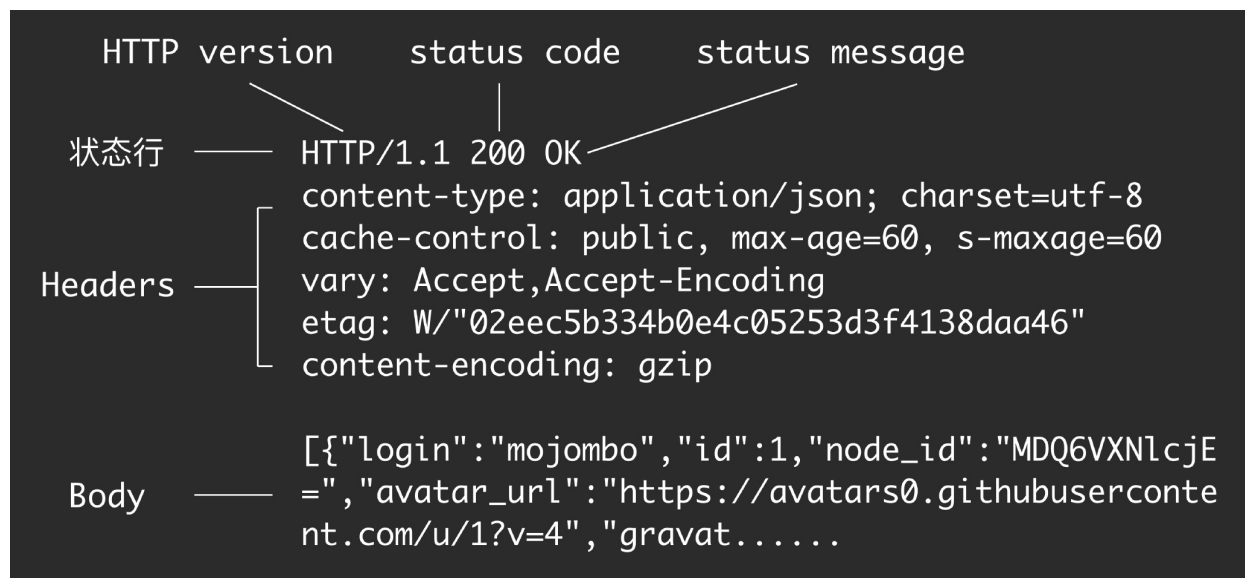 HTTP version status code status message
状态行 HTTP/1.1 200 OK
content-type: application/json; charset=utf-8
cache-control: public, max-age=60, s-maxage=60
Headers vary: Accept,Accept-Encoding
etag: W/"02eec5b334b0e4c05253d3f4138daa46"
content-encoding: gzip
[{"login":"mojombo","id":1,"node_id":"MDQ6VXNlcjE
Body =","avatar_url":"https://avatars0.githubuserconte
nt.com/u/1?v=4","gravat......